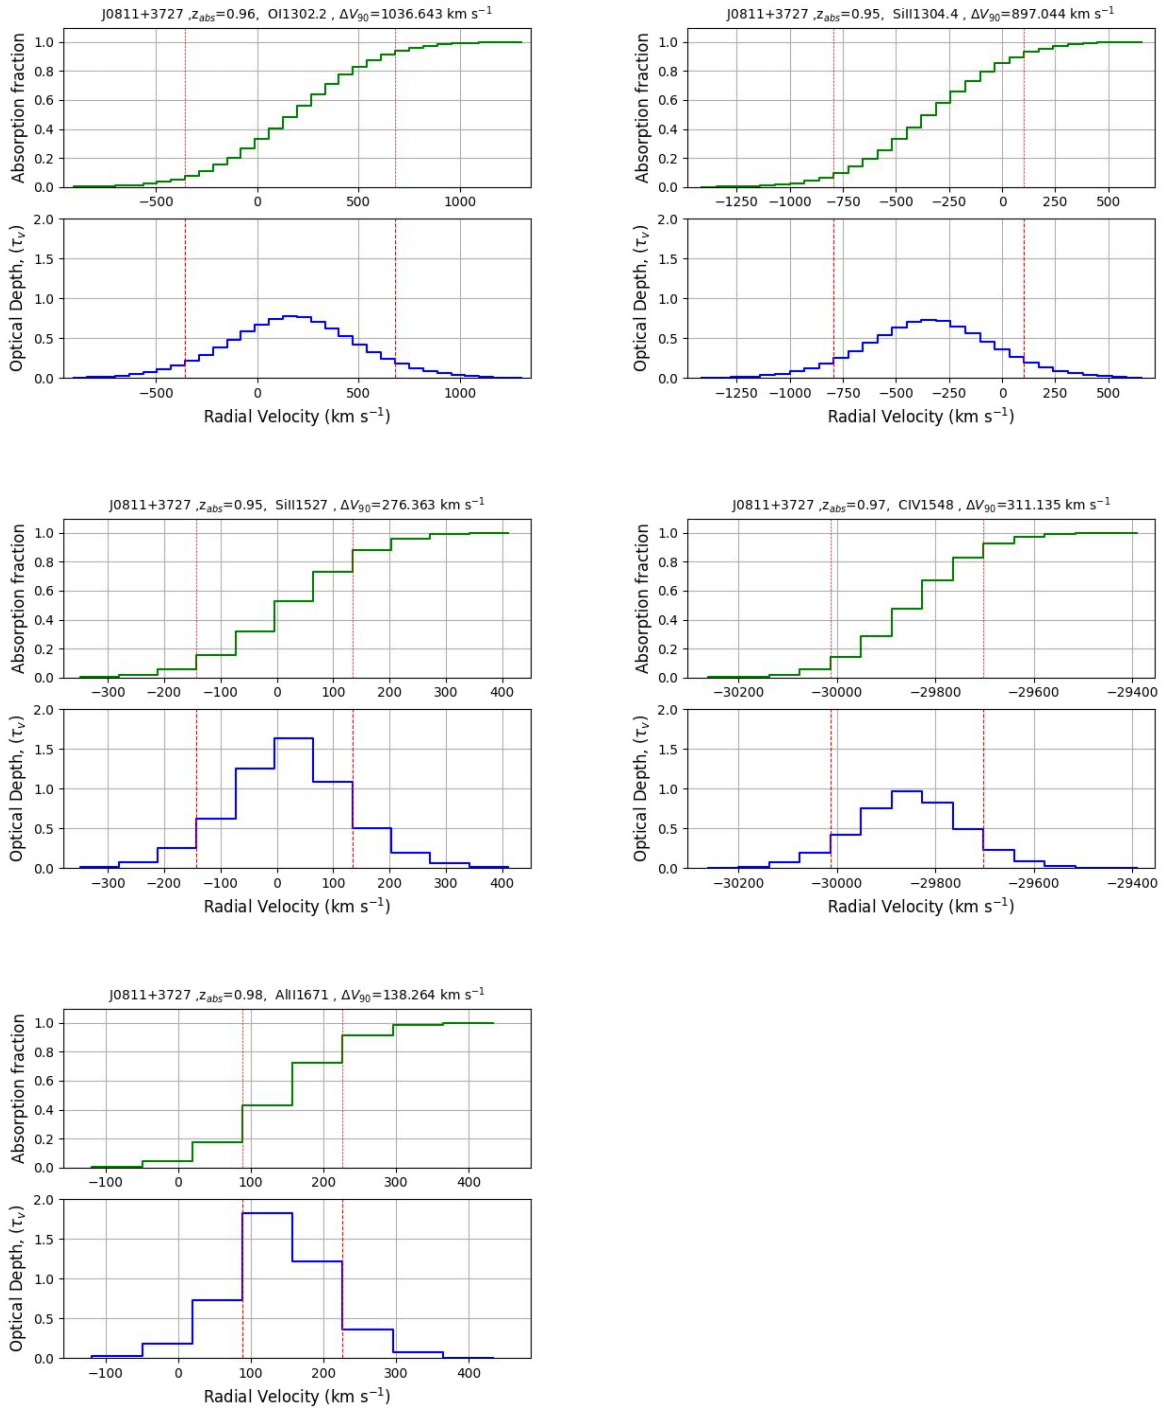 J0811+3727 ,z_abs=0.96, OI1302.2 , ΔV_90=1036.643 km s⁻¹
Absorption fraction
1.0
0.8
0.6
0.4
0.2
0.0
−500 0 500 1000
Optical Depth, (τ_v)
2.0
1.5
1.0
0.5
0.0
−500 0 500 1000
Radial Velocity (km s⁻¹)
J0811+3727 ,z_abs=0.95, SiII1304.4 , ΔV_90=897.044 km s⁻¹
Absorption fraction
1.0
0.8
0.6
0.4
0.2
0.0
−1250 −1000 −750 −500 −250 0 250 500
Optical Depth, (τ_v)
2.0
1.5
1.0
0.5
0.0
−1250 −1000 −750 −500 −250 0 250 500
Radial Velocity (km s⁻¹)
J0811+3727 ,z_abs=0.95, SiII1527 , ΔV_90=276.363 km s⁻¹
Absorption fraction
1.0
0.8
0.6
0.4
0.2
0.0
−300 −200 −100 0 100 200 300 400
Optical Depth, (τ_v)
2.0
1.5
1.0
0.5
0.0
−300 −200 −100 0 100 200 300 400
Radial Velocity (km s⁻¹)
J0811+3727 ,z_abs=0.97, CIV1548 , ΔV_90=311.135 km s⁻¹
Absorption fraction
1.0
0.8
0.6
0.4
0.2
0.0
−30200 −30000 −29800 −29600 −29400
Optical Depth, (τ_v)
2.0
1.5
1.0
0.5
0.0
−30200 −30000 −29800 −29600 −29400
Radial Velocity (km s⁻¹)
J0811+3727 ,z_abs=0.98, AlII1671 , ΔV_90=138.264 km s⁻¹
Absorption fraction
1.0
0.8
0.6
0.4
0.2
0.0
−100 0 100 200 300 400
Optical Depth, (τ_v)
2.0
1.5
1.0
0.5
0.0
−100 0 100 200 300 400
Radial Velocity (km s⁻¹)